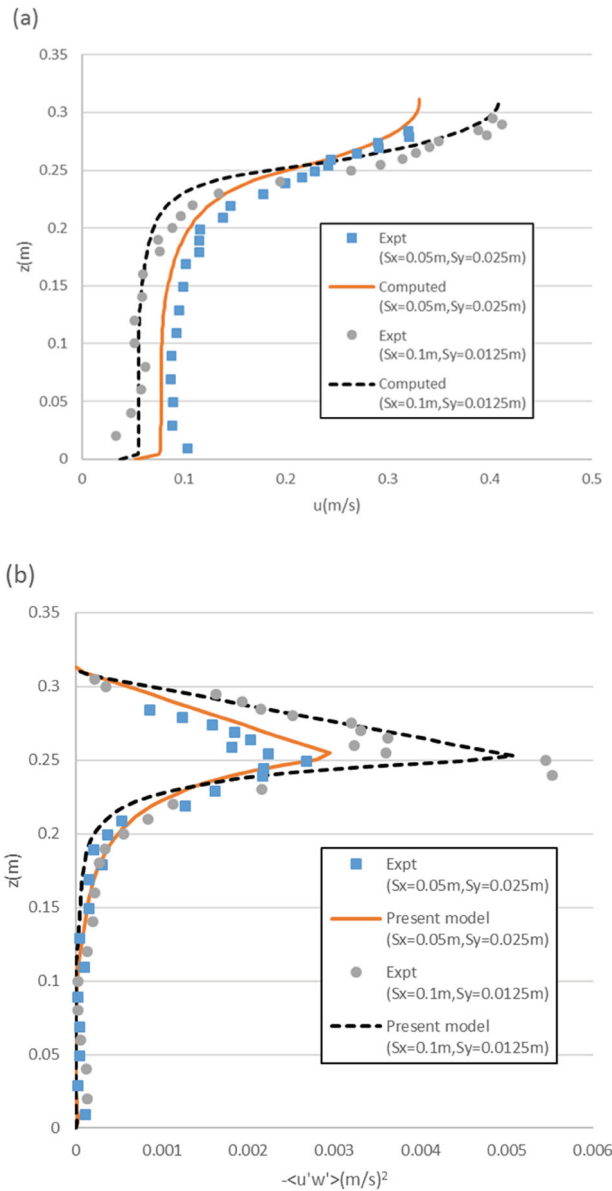 (a)
0.35
0.3
0.25
0.2
0.15
0.1
0.05
0
z(m)
0
0.1
0.2
0.3
0.4
0.5
u(m/s)
Expt
(Sx=0.05m,Sy=0.025m)
Computed
(Sx=0.05m,Sy=0.025m)
Expt
(Sx=0.1m,Sy=0.0125m)
Computed
(Sx=0.1m,Sy=0.0125m)
(b)
0.35
0.3
0.25
0.2
0.15
0.1
0.05
0
z(m)
0
0.001
0.002
0.003
0.004
0.005
0.006
-<u'w'>(m/s)²
Expt
(Sx=0.05m,Sy=0.025m)
Present model
(Sx=0.05m,Sy=0.025m)
Expt
(Sx=0.1m,Sy=0.0125m)
Present model
(Sx=0.1m,Sy=0.0125m)